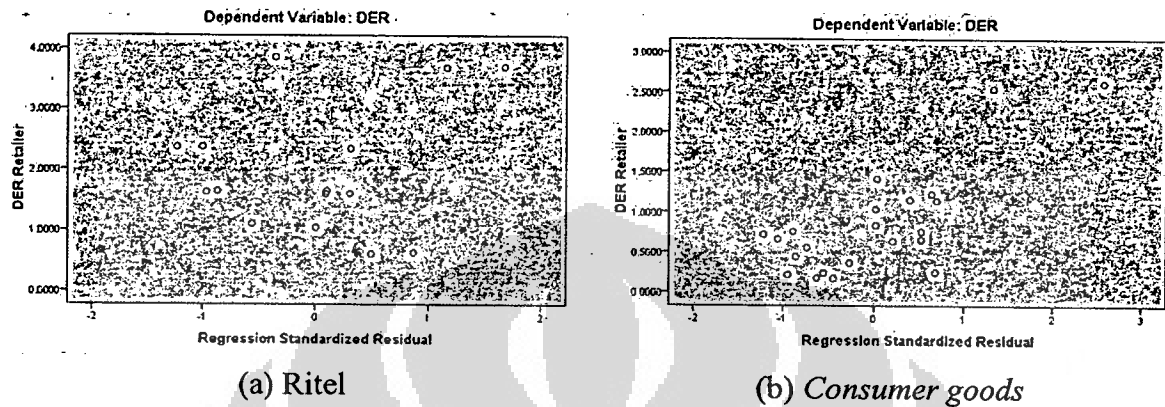 Dependent Variable: DER
4.0000
3.0000
2.0000
1.0000
0.0000
DER Retailer
-2
-1
0
1
2
Regression Standardized Residual
(a) Ritel
Dependent Variable: DER
3.0000
2.5000
2.0000
1.5000
1.0000
0.5000
0.0000
DER Retailer
-2
-1
0
1
2
3
Regression Standardized Residual
(b) Consumer goods